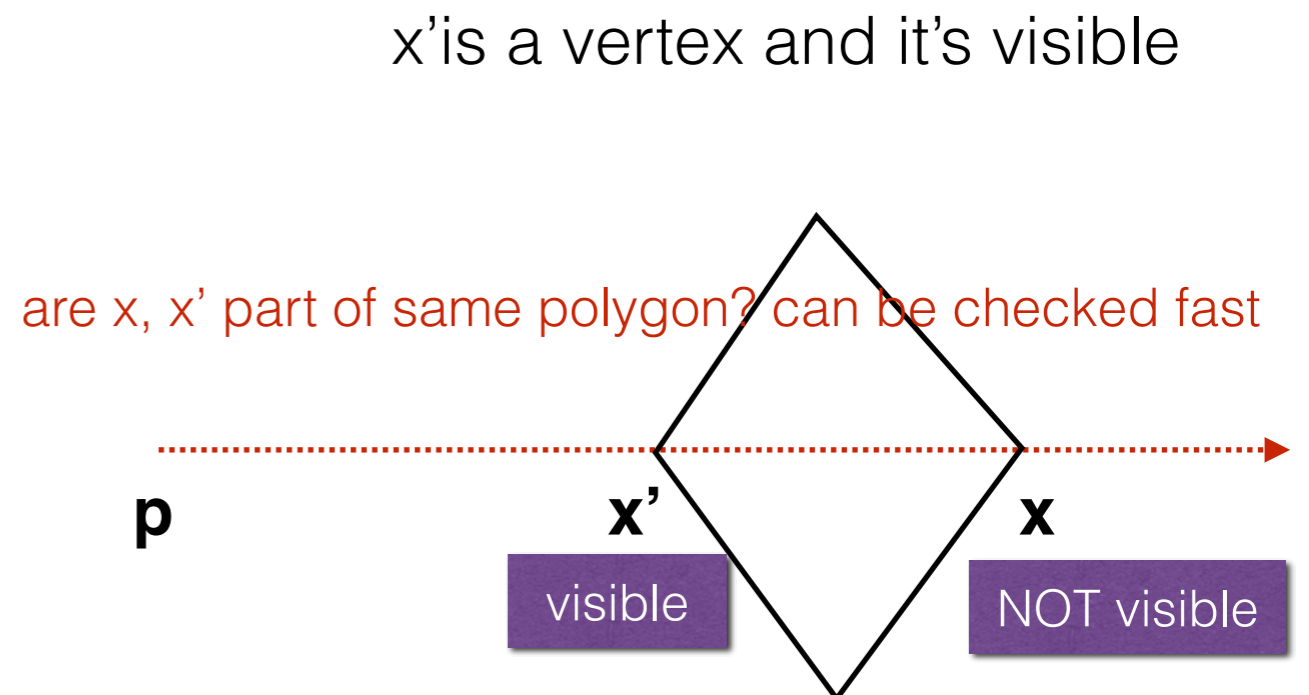 x’is a vertex and it’s visible
are x, x’ part of same polygon? can be checked fast
p
x’
x
visible
NOT visible